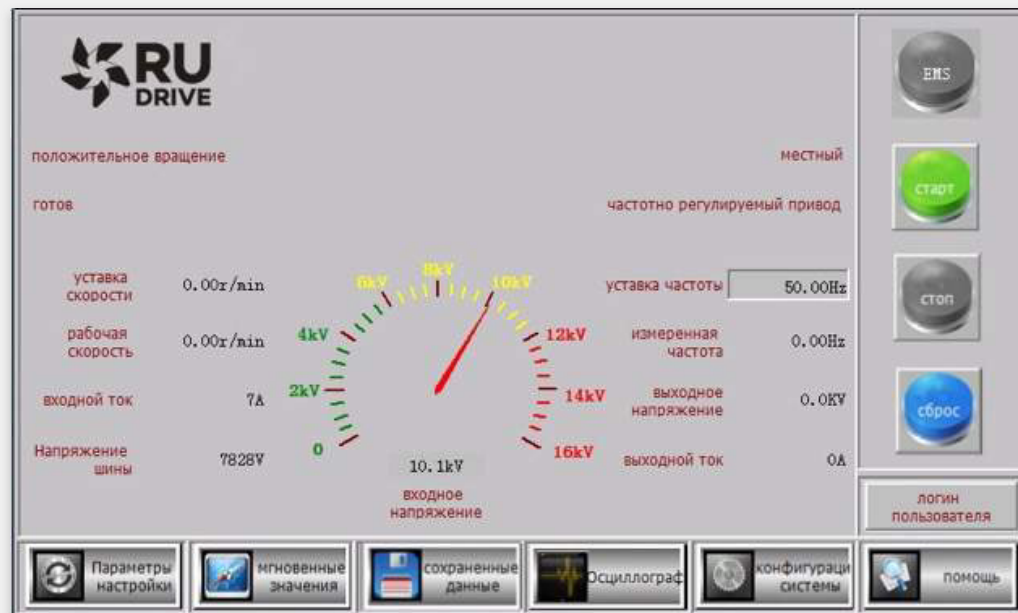 RU
DRIVE
EMS
положительное вращение
местный
старт
готов
частотно регулируемый привод
уставка
скорости
0.00r/min
уставка частоты
50.00Hz
стоп
рабочая
скорость
0.00r/min
измеренная
частота
0.00Hz
входной ток
7A
выходное
напряжение
0.0KV
сброс
Напряжение
шины
7828V
выходной ток
0A
0
2kV
4kV
6kV
8kV
10kV
12kV
14kV
16kV
10.1kV
входное
напряжение
логин
пользователя
Параметры
настройки
мгновенные
значения
сохраненные
данные
Осциллограф
конфигураци
системы
помощь